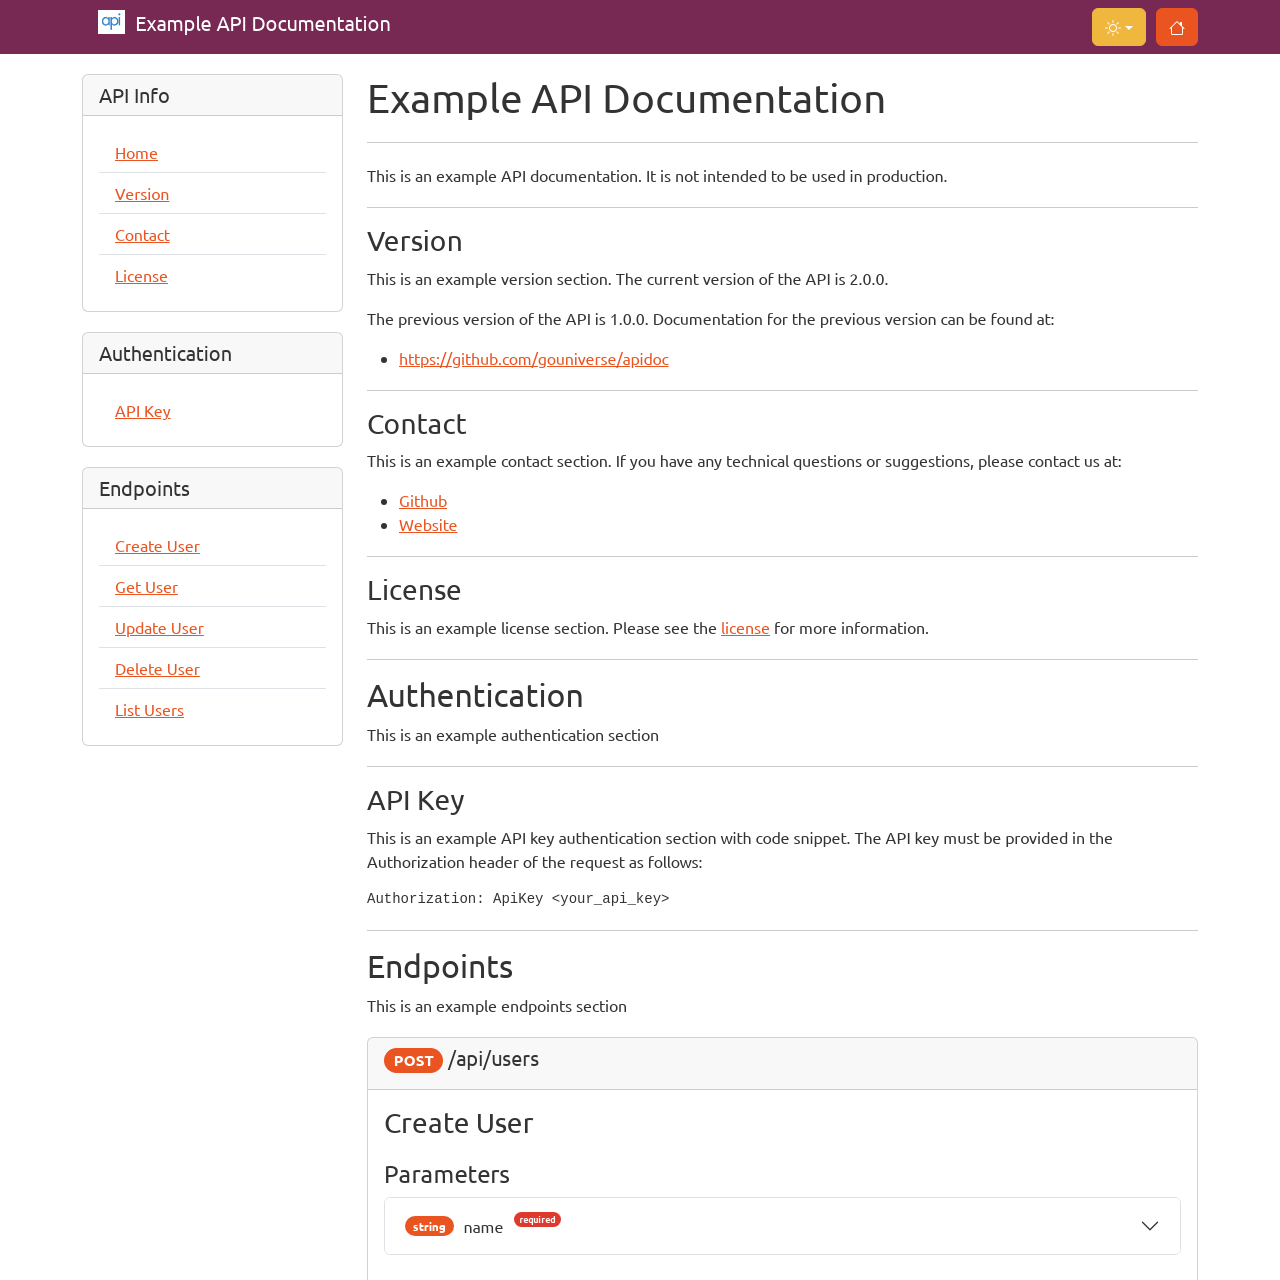 api Example API Documentation
API Info
Home
Version
Contact
License
Authentication
API Key
Endpoints
Create User
Get User
Update User
Delete User
List Users
Example API Documentation
This is an example API documentation. It is not intended to be used in production.
Version
This is an example version section. The current version of the API is 2.0.0.
The previous version of the API is 1.0.0. Documentation for the previous version can be found at:
https://github.com/gouniverse/apidoc
Contact
This is an example contact section. If you have any technical questions or suggestions, please contact us at:
Github
Website
License
This is an example license section. Please see the license for more information.
Authentication
This is an example authentication section
API Key
This is an example API key authentication section with code snippet. The API key must be provided in the
Authorization header of the request as follows:
Authorization: ApiKey <your_api_key>
Endpoints
This is an example endpoints section
POST /api/users
Create User
Parameters
string name required